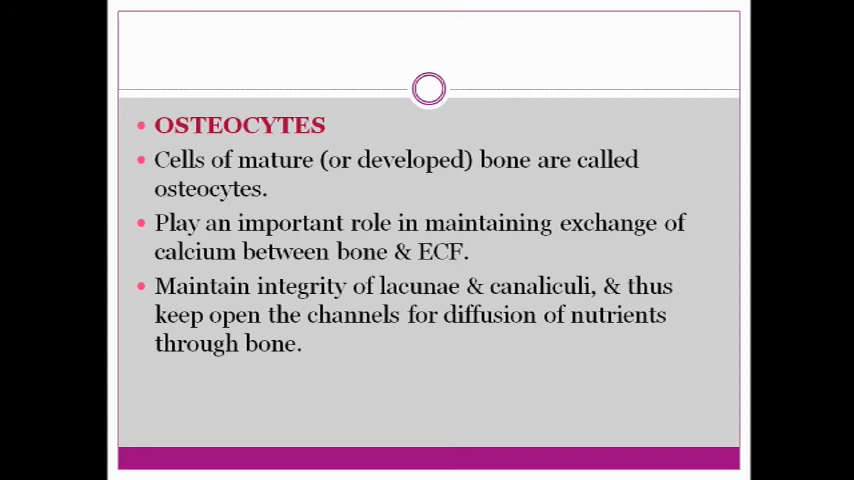 OSTEOCYTES
Cells of mature (or developed) bone are called
osteocytes.
Play an important role in maintaining exchange of
calcium between bone & ECF.
Maintain integrity of lacunae & canaliculi, & thus
keep open the channels for diffusion of nutrients
through bone.